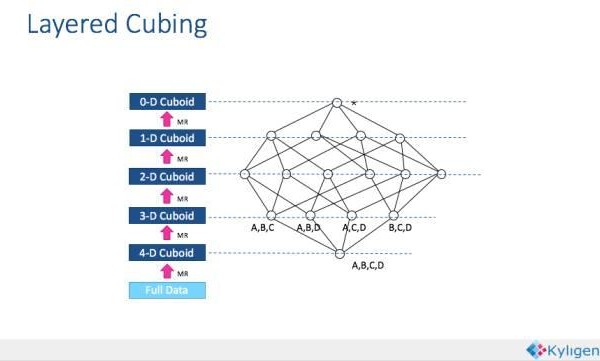 Layered Cubing
0-D Cuboid
*
MR
1-D Cuboid
MR
2-D Cuboid
MR
3-D Cuboid
A,B,C
A,B,D
A,C,D
B,C,D
MR
4-D Cuboid
A,B,C,D
MR
Full Data
Kyligen